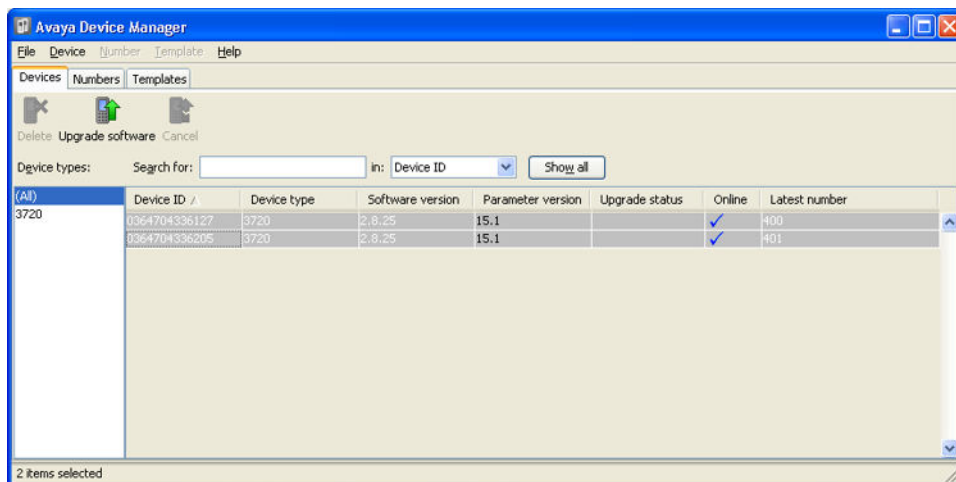 Avaya Device Manager
File Device Number Template Help
Devices Numbers Templates
Delete Upgrade software Cancel
Device types: Search for: in: Device ID Show all
(All) Device ID Device type Software version Parameter version Upgrade status Online Latest number
3720 0364704336127 3720 2.8.25 15.1 400
0364704336205 3720 2.8.25 15.1 401
2 items selected